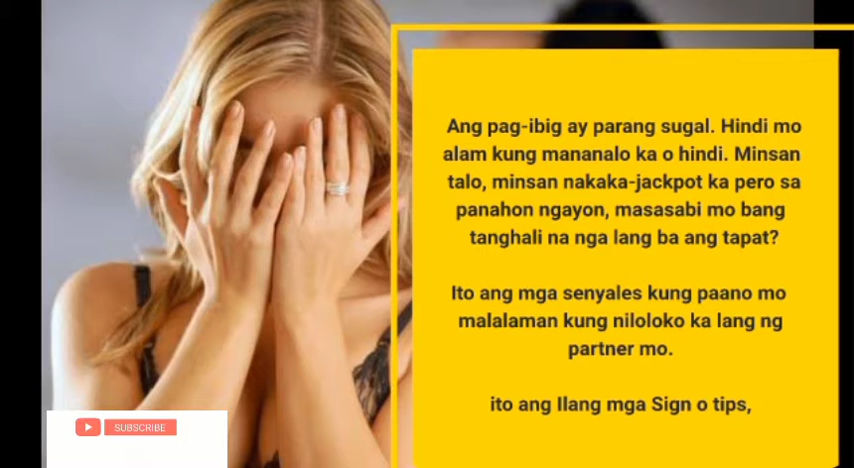 Ang pag-ibig ay parang sugal. Hindi mo
alam kung mananalo ka o hindi. Minsan
talo, minsan nakaka-jackpot ka pero sa
panahon ngayon, masasabi mo bang
tanghali na nga lang ba ang tapat?
Ito ang mga senyales kung paano mo
malalaman kung niloloko ka lang ng
partner mo.
ito ang Ilang mga Sign o tips,
SUBSCRIBE